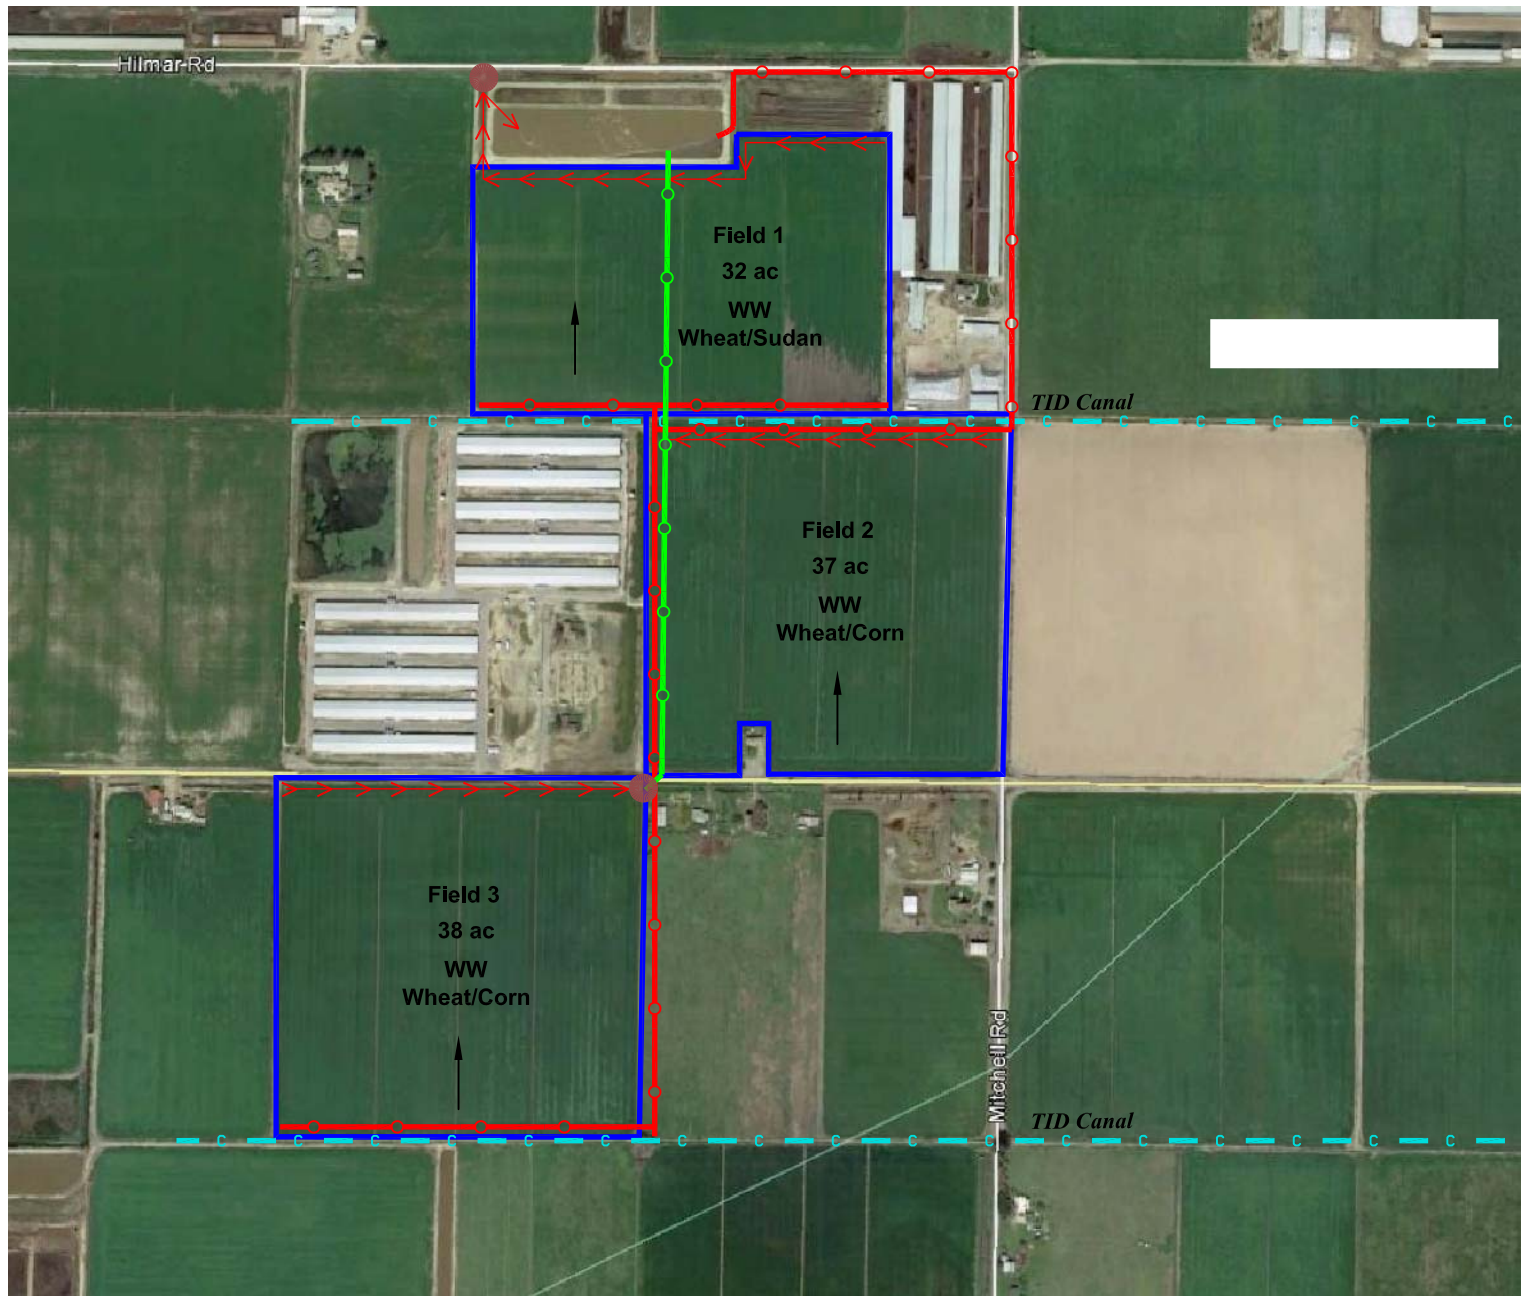 Hilmar Rd
Field 1
32 ac
WW
Wheat/Sudan
TID Canal
C C C C C C C C C C C C C C C C
Field 2
37 ac
WW
Wheat/Corn
Field 3
38 ac
WW
Wheat/Corn
Mitchell Rd
TID Canal
C C C C C C C C C C C C C C C C C